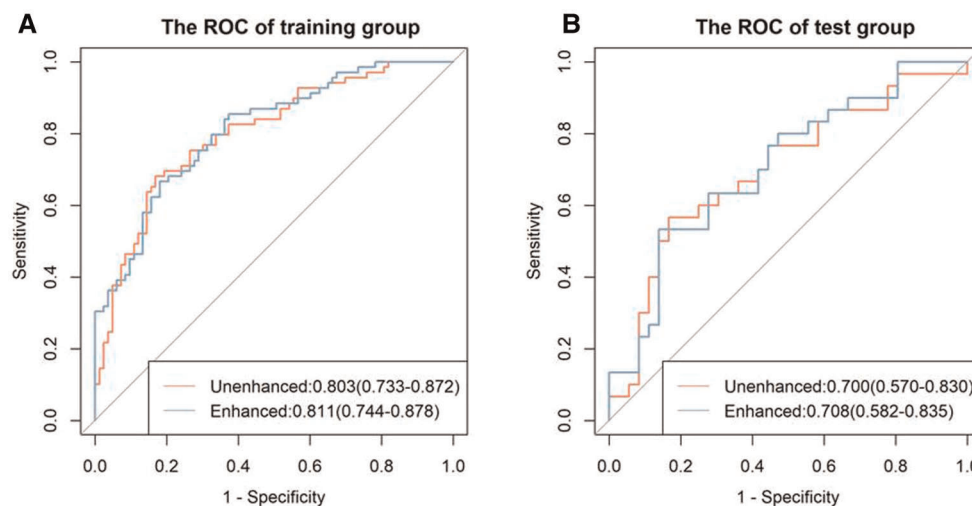 A
The ROC of training group
Sensitivity
1.0
0.8
0.6
0.4
0.2
0.0
Unenhanced:0.803(0.733-0.872)
Enhanced:0.811(0.744-0.878)
0.0 0.2 0.4 0.6 0.8 1.0
1 - Specificity
B
The ROC of test group
Sensitivity
1.0
0.8
0.6
0.4
0.2
0.0
Unenhanced:0.700(0.570-0.830)
Enhanced:0.708(0.582-0.835)
0.0 0.2 0.4 0.6 0.8 1.0
1 - Specificity